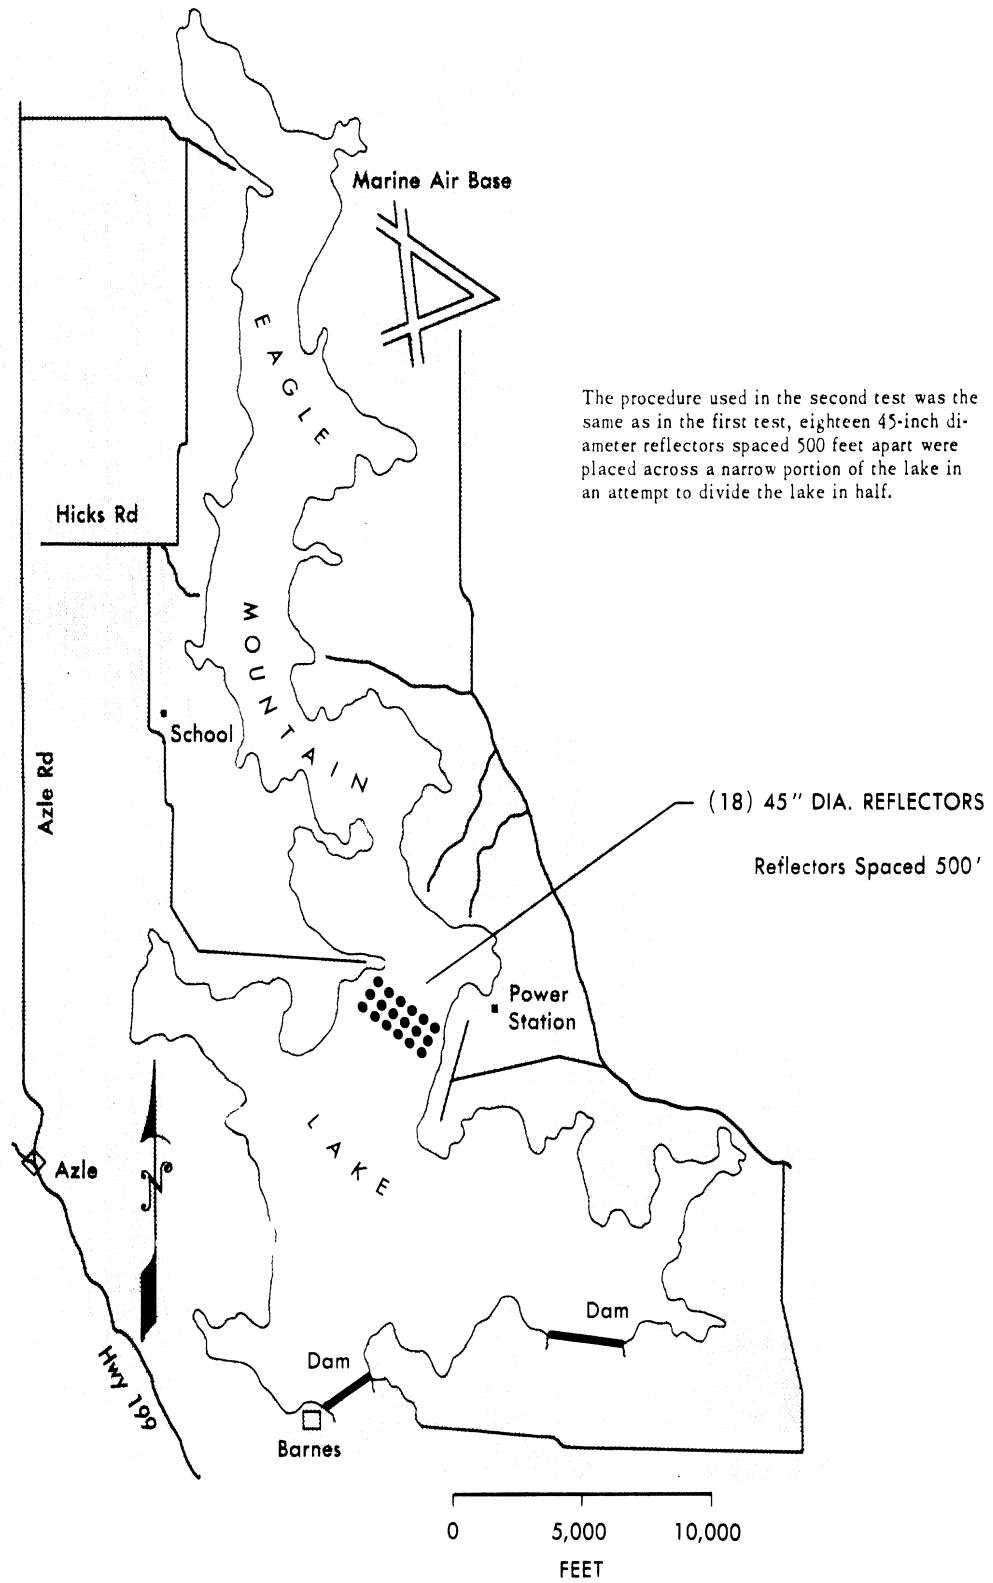 Marine Air Base
EAGLE
The procedure used in the second test was the
same as in the first test, eighteen 45-inch di-
ameter reflectors spaced 500 feet apart were
placed across a narrow portion of the lake in
an attempt to divide the lake in half.
Hicks Rd
MOUNTAIN
School
Azle Rd
(18) 45" DIA. REFLECTORS
Reflectors Spaced 500'
Power
Station
LAKE
Azle
N
Dam
Dam
Hwy 199
Barnes
0 5,000 10,000
FEET